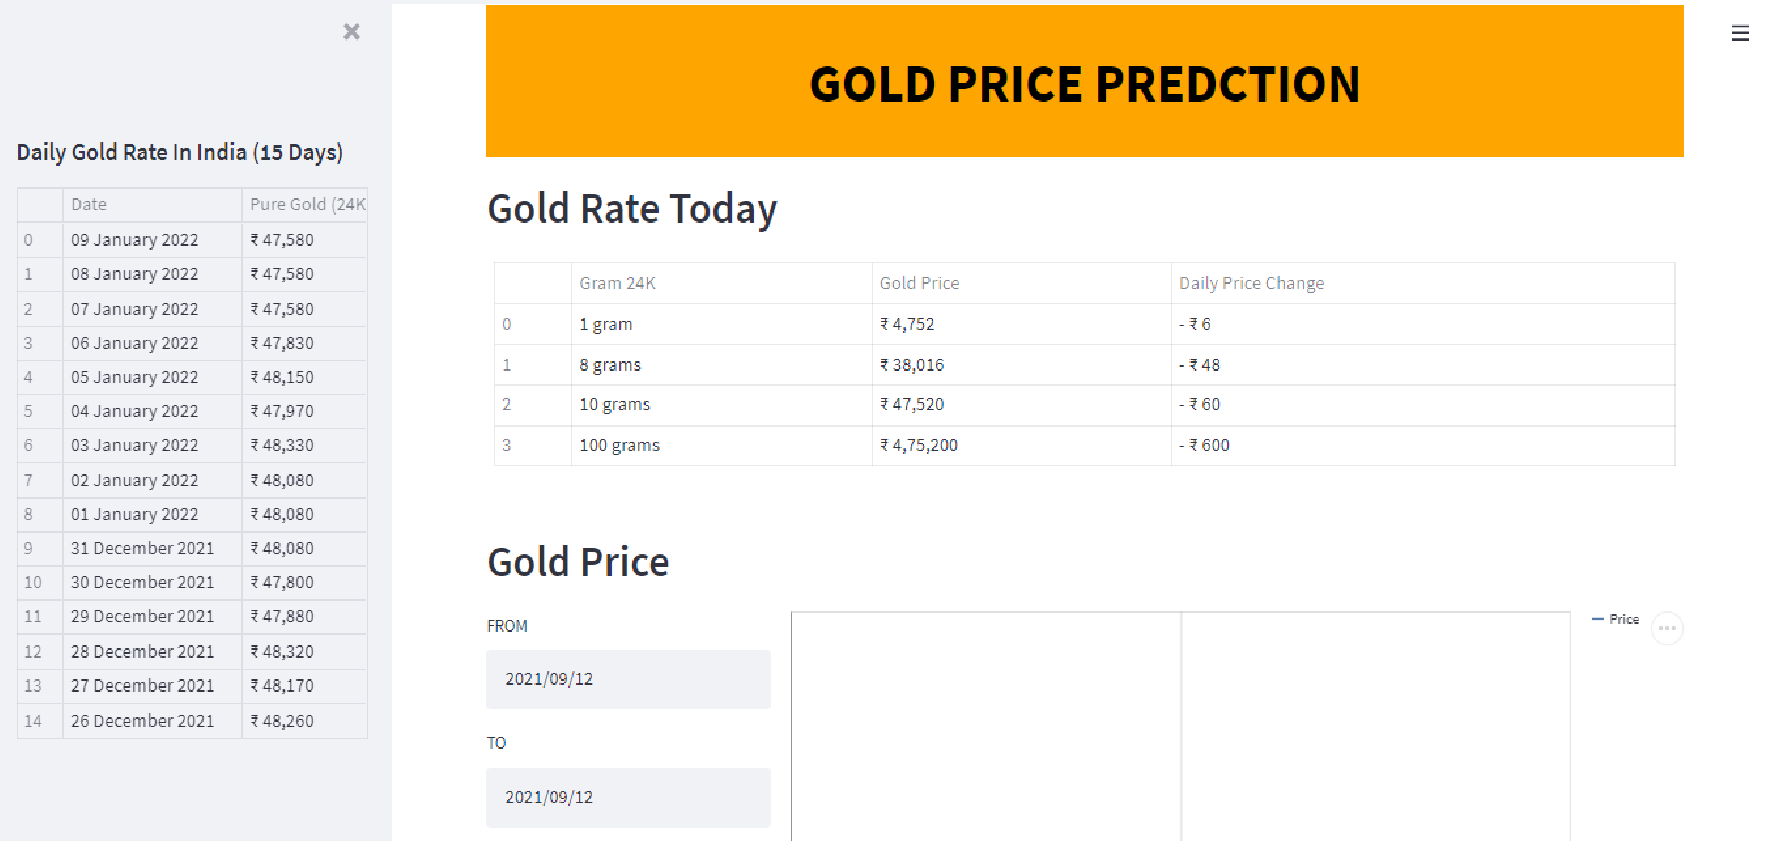 GOLD PRICE PREDCTION
Daily Gold Rate In India (15 Days)
Date Pure Gold (24K
0 09 January 2022 ₹ 47,580
1 08 January 2022 ₹ 47,580
2 07 January 2022 ₹ 47,580
3 06 January 2022 ₹ 47,830
4 05 January 2022 ₹ 48,150
5 04 January 2022 ₹ 47,970
6 03 January 2022 ₹ 48,330
7 02 January 2022 ₹ 48,080
8 01 January 2022 ₹ 48,080
9 31 December 2021 ₹ 48,080
10 30 December 2021 ₹ 47,800
11 29 December 2021 ₹ 47,880
12 28 December 2021 ₹ 48,320
13 27 December 2021 ₹ 48,170
14 26 December 2021 ₹ 48,260
Gold Rate Today
Gram 24K Gold Price Daily Price Change
0 1 gram ₹ 4,752 - ₹ 6
1 8 grams ₹ 38,016 - ₹ 48
2 10 grams ₹ 47,520 - ₹ 60
3 100 grams ₹ 4,75,200 - ₹ 600
Gold Price
FROM
2021/09/12
TO
2021/09/12
Price